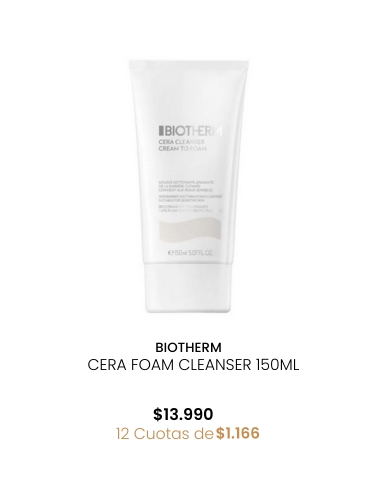 BIOTHERM
CERA CLEANSER
CREAM TO FOAM
150ml 5.07FL.OZ.
BIOTHERM
CERA FOAM CLEANSER 150ML
$13.990
12 Cuotas de $1.166